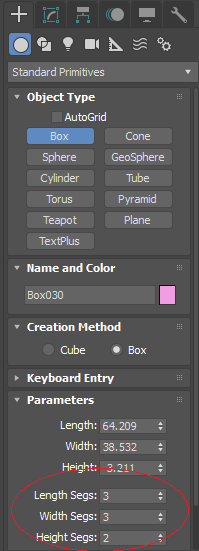 Standard Primitives
Object Type
AutoGrid
Box Cone
Sphere GeoSphere
Cylinder Tube
Torus Pyramid
Teapot Plane
TextPlus
Name and Color
Box030
Creation Method
Cube Box
Keyboard Entry
Parameters
Length: 64.209
Width: 38.532
Height: -3.211
Length Segs: 3
Width Segs: 3
Height Segs: 2